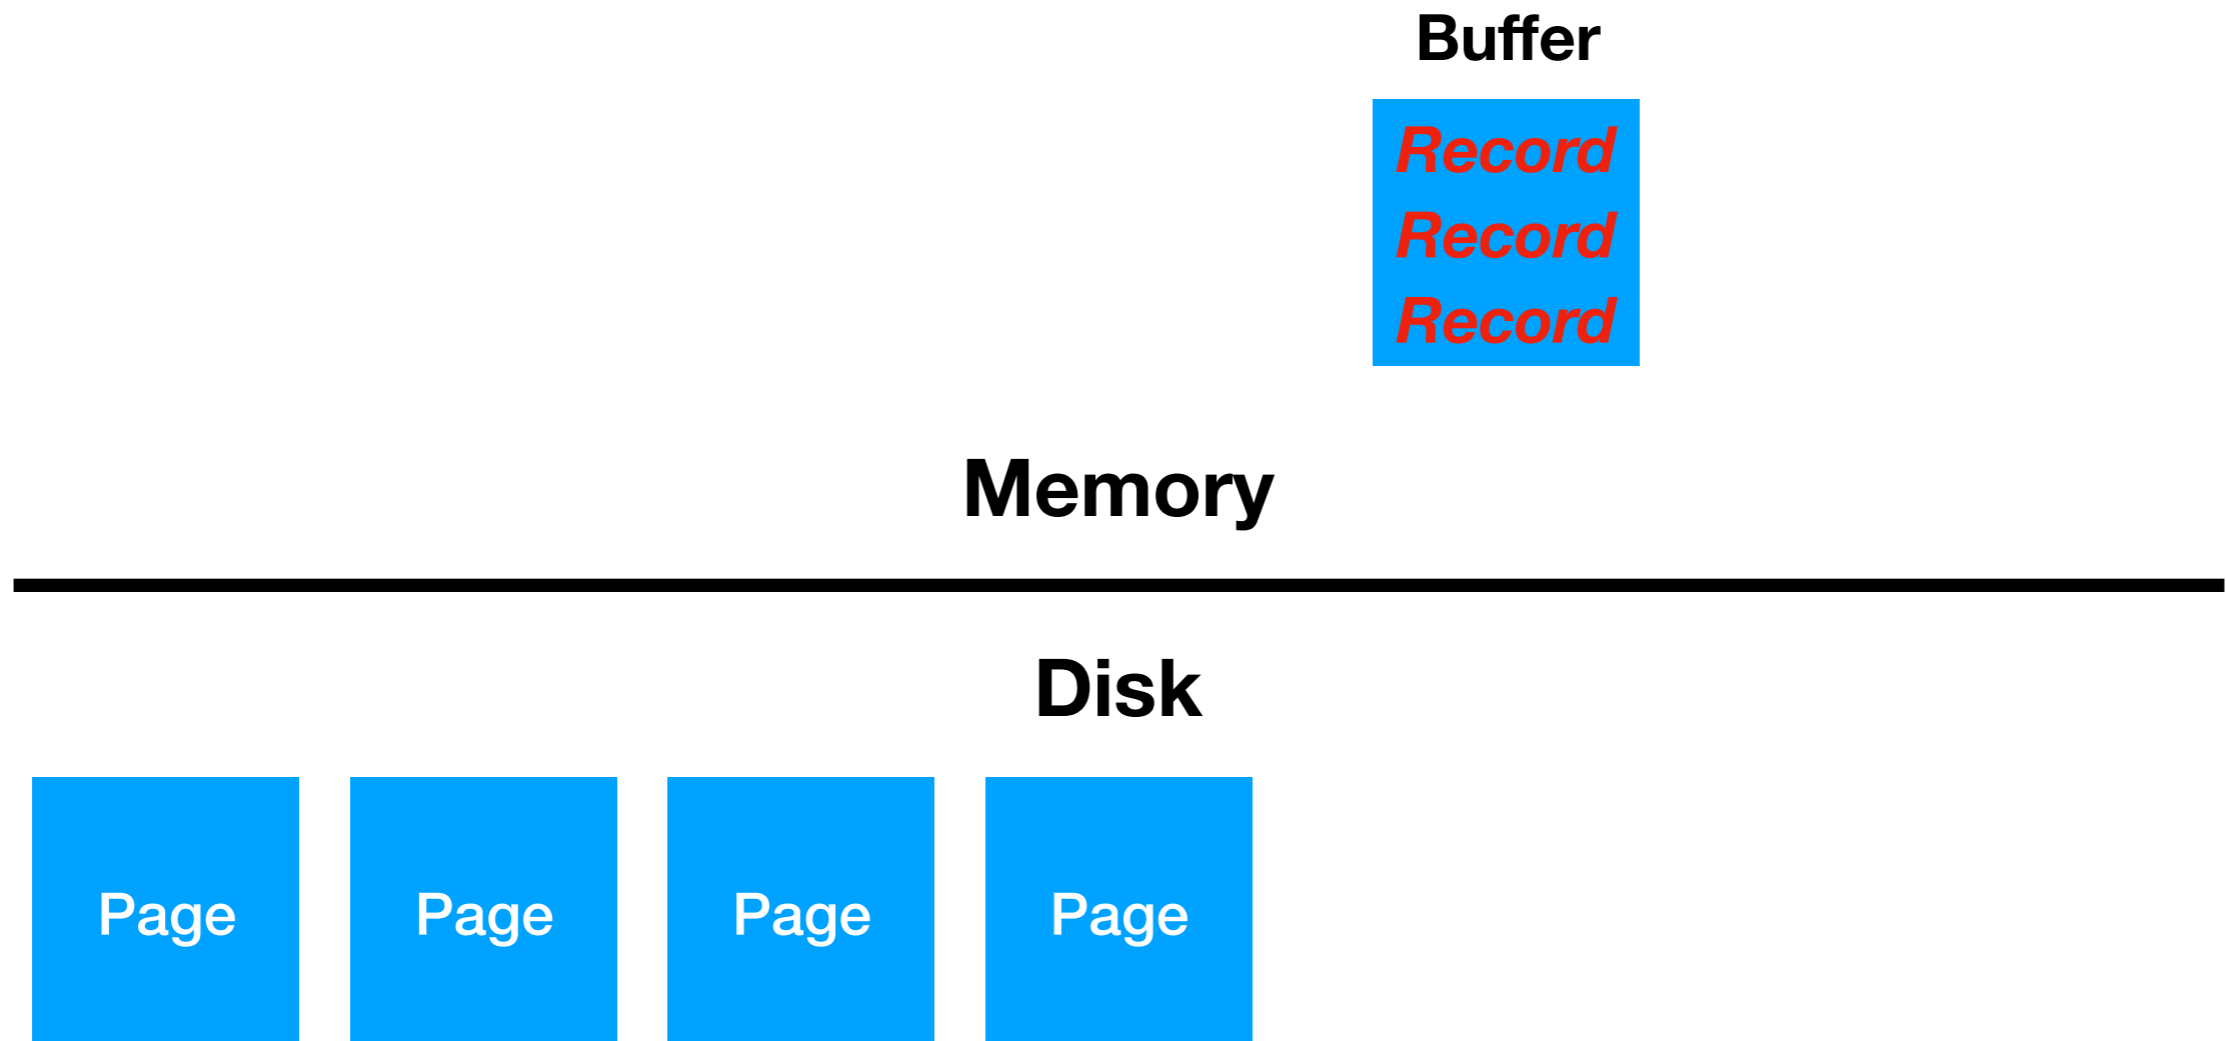 Buffer
Record
Record
Record
Memory
Disk
Page Page Page Page